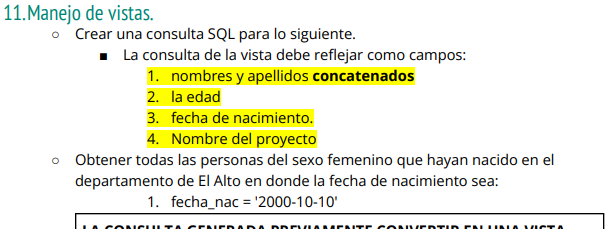 11.Manejo de vistas.
○ Crear una consulta SQL para lo siguiente.
■ La consulta de la vista debe reflejar como campos:
1. nombres y apellidos concatenados
2. la edad
3. fecha de nacimiento.
4. Nombre del proyecto
○ Obtener todas las personas del sexo femenino que hayan nacido en el
departamento de El Alto en donde la fecha de nacimiento sea:
1. fecha_nac = '2000-10-10'
LA CONSULTA GENERADA PREVIAMENTE CONVERTIR EN UNA VISTA